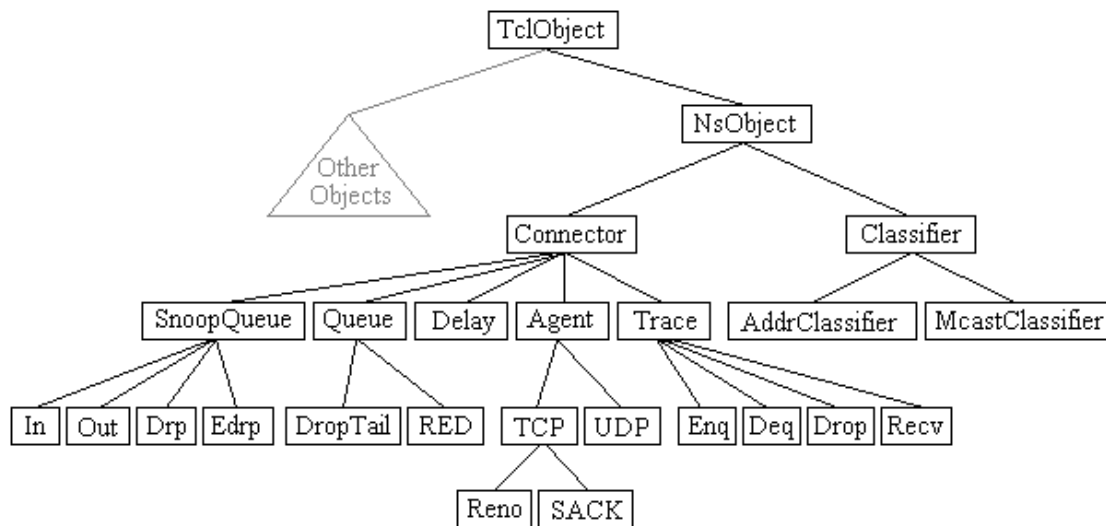 TclObject
NsObject
Other
Objects
Connector
Classifier
SnoopQueue
Queue
Delay
Agent
Trace
AddrClassifier
McastClassifier
In
Out
Drp
Edrp
DropTail
RED
TCP
UDP
Enq
Deq
Drop
Recv
Reno
SACK